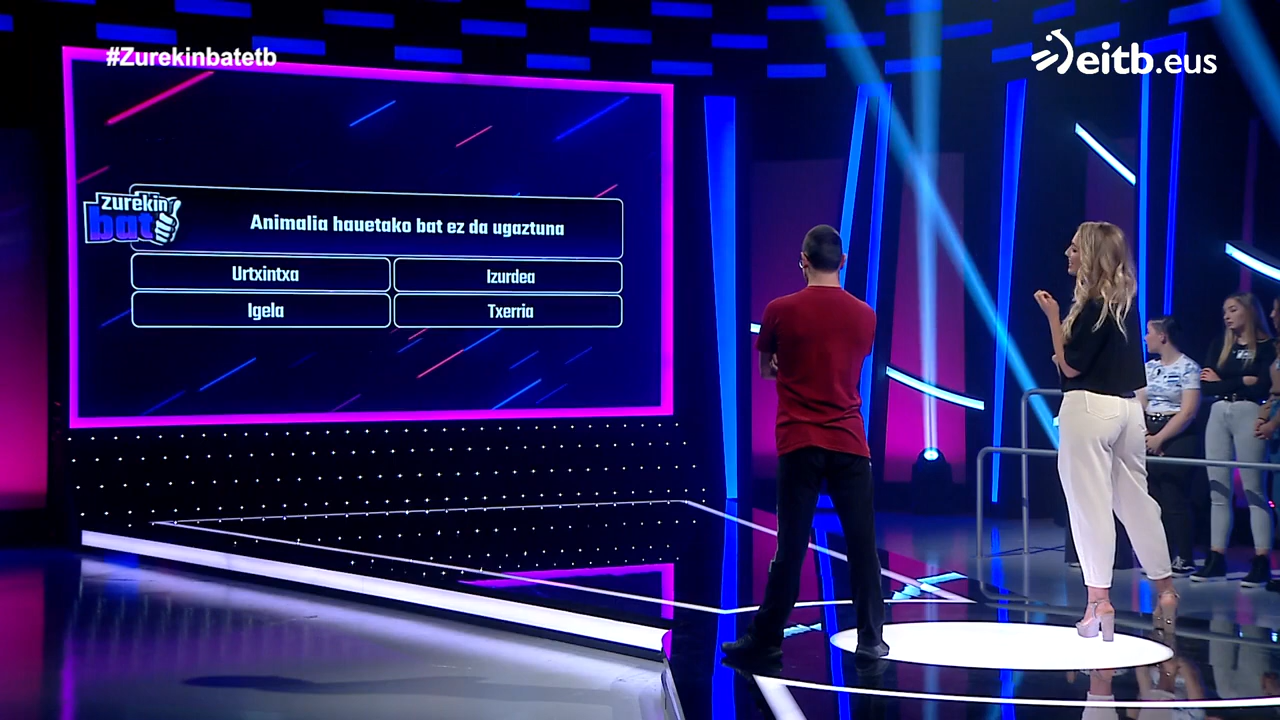 #Zurekinbatetb
eitb.eus
zurekin
bat
Animalia hauetako bat ez da ugaztuna
Urtxintxa
Izurdea
Igela
Txerria